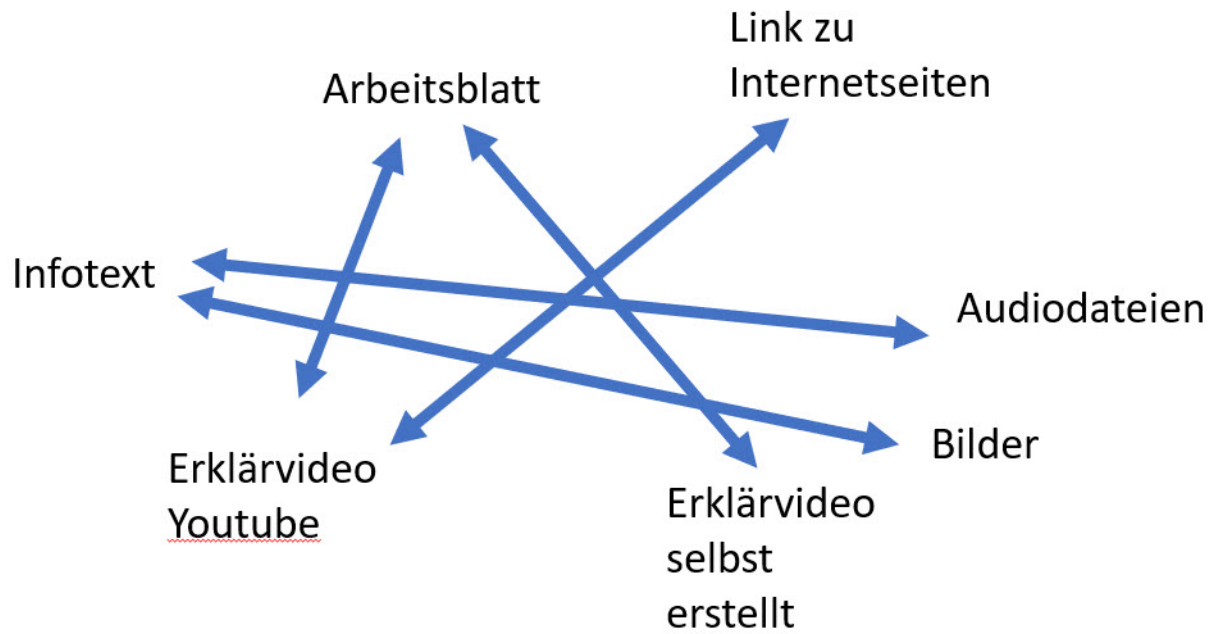 Link zu
Internetseiten
Arbeitsblatt
Infotext
Audiodateien
Bilder
Erklärvideo
Youtube
Erklärvideo
selbst
erstellt